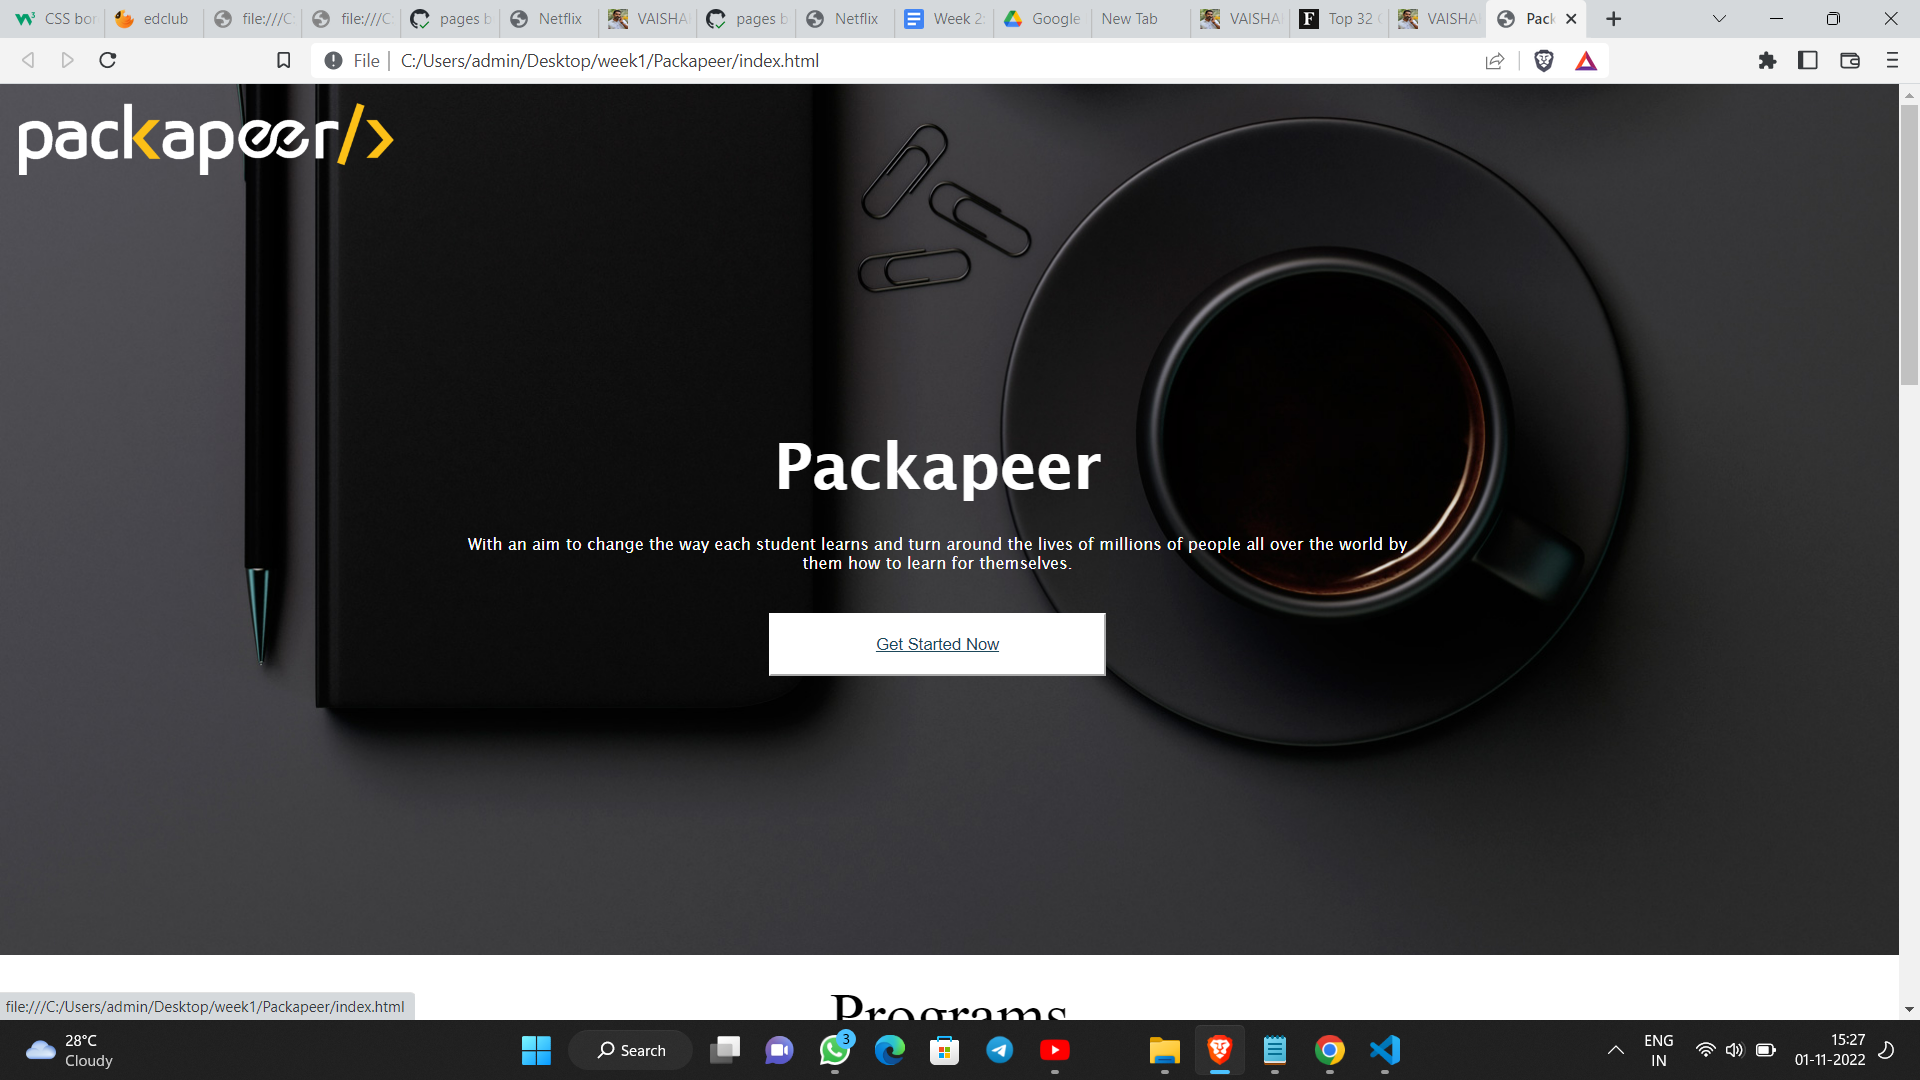 CSS bor
edclub
file:///C:
file:///C:
pages b
Netflix
VAISHA
pages b
Netflix
Week 2:
Google
New Tab
VAISHA
Top 32 C
VAISHA
Pack
File
C:/Users/admin/Desktop/week1/Packapeer/index.html
packapeer/>
Packapeer
With an aim to change the way each student learns and turn around the lives of millions of people all over the world by
them how to learn for themselves.
Get Started Now
Programs
file:///C:/Users/admin/Desktop/week1/Packapeer/index.html
28°C
Cloudy
Search
3
ENG
IN
15:27
01-11-2022